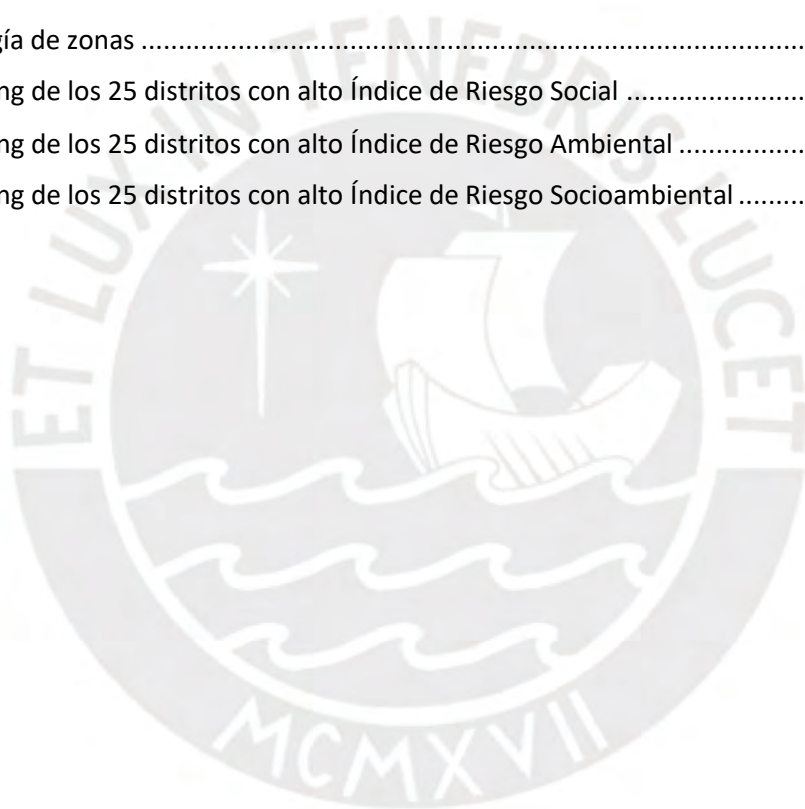 gía de zonas ........................................................................................................
ng de los 25 distritos con alto Índice de Riesgo Social ......................
ng de los 25 distritos con alto Índice de Riesgo Ambiental ................
ng de los 25 distritos con alto Índice de Riesgo Socioambiental .........
ET LUX IN TENEBRIS LUCET
MCMXVII